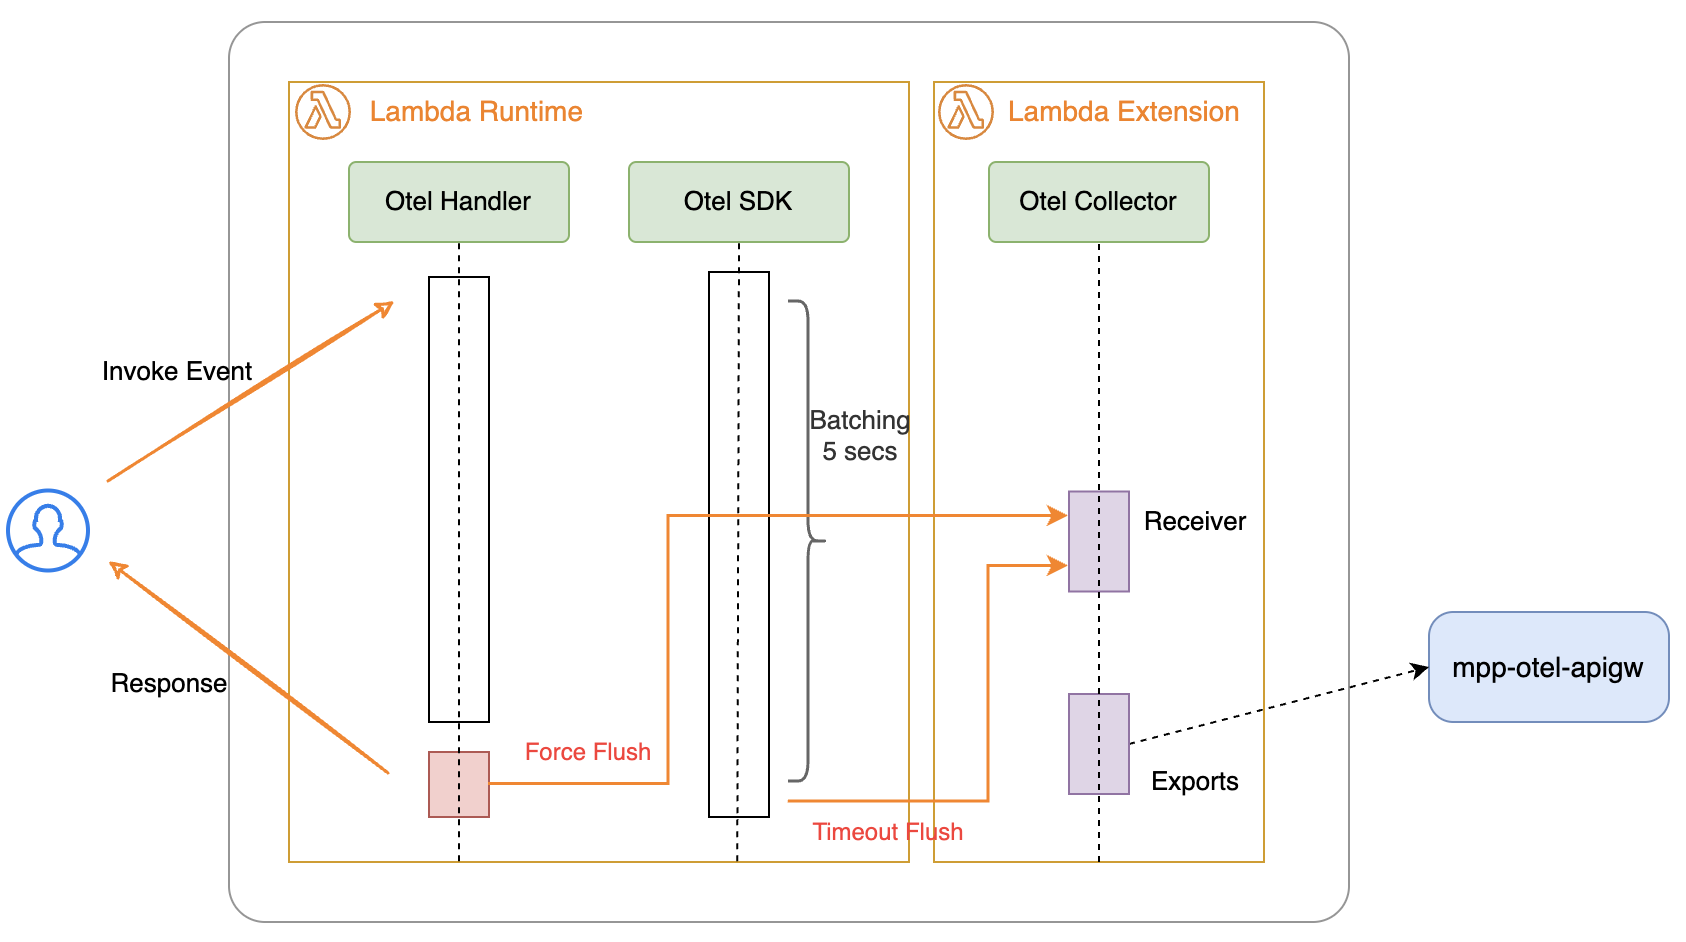 Lambda Runtime
Lambda Extension
Otel Handler
Otel SDK
Otel Collector
Invoke Event
Batching
5 secs
Receiver
Response
Force Flush
Timeout Flush
Exports
mpp-otel-apigw